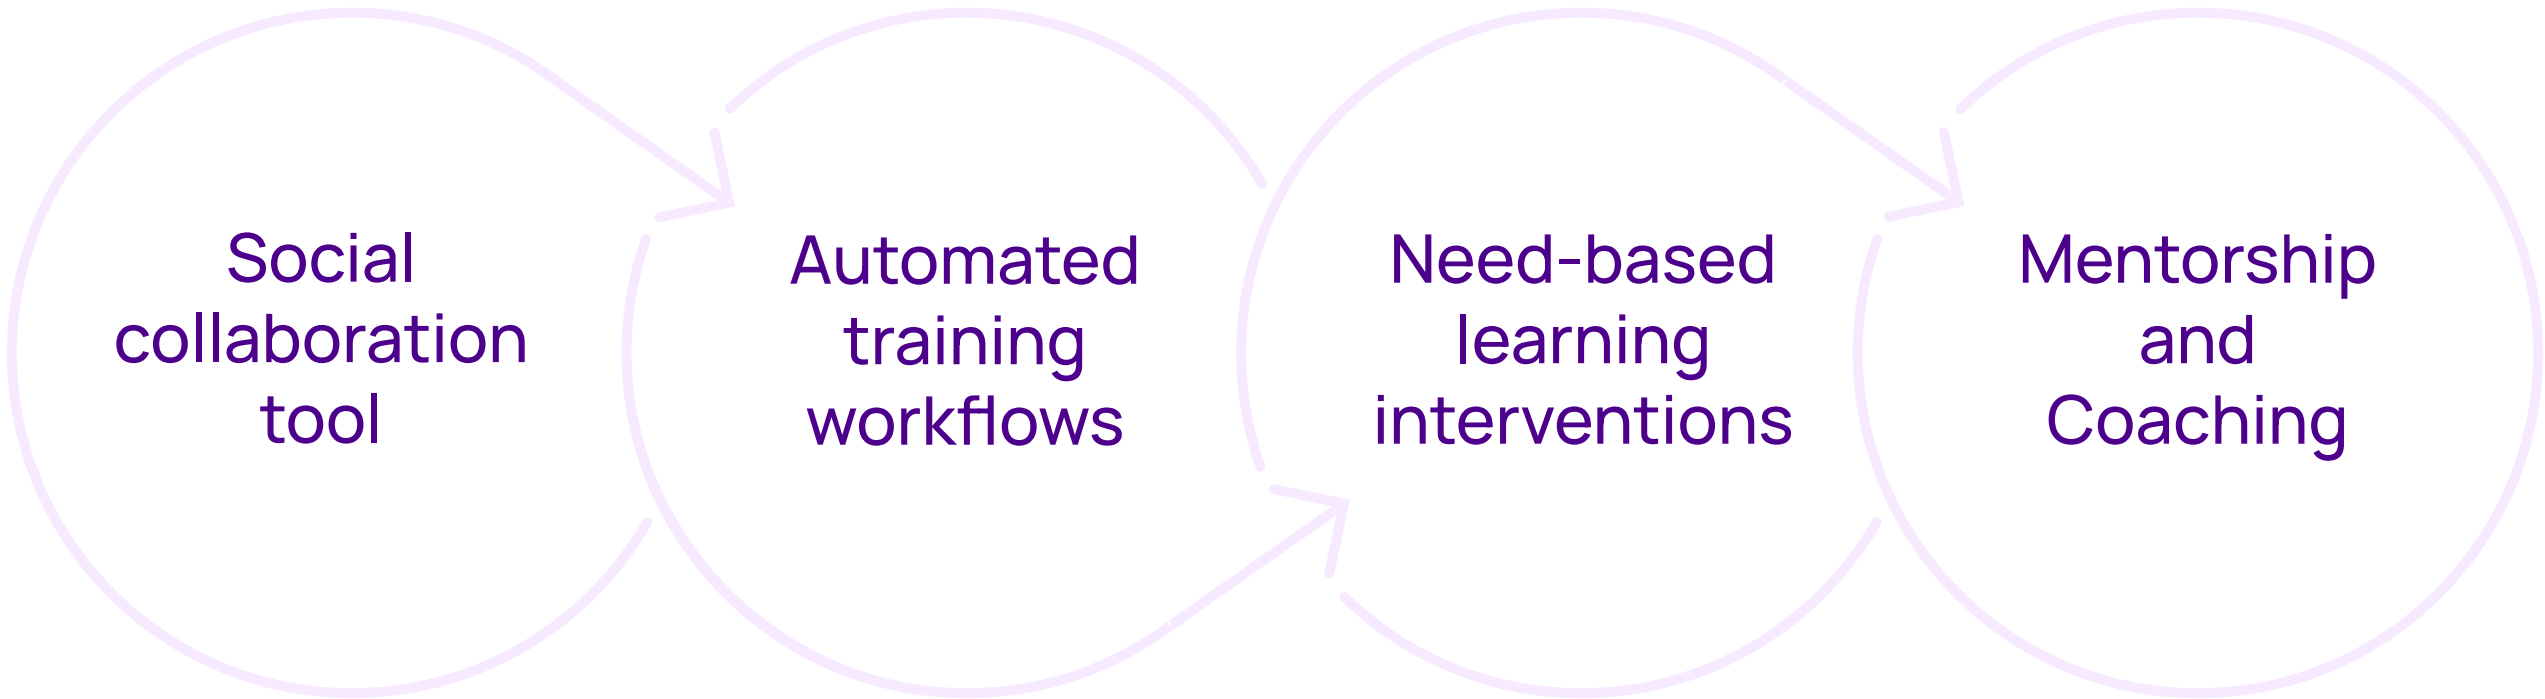 Social
collaboration
tool
Automated
training
workflows
Need-based
learning
interventions
Mentorship
and
Coaching